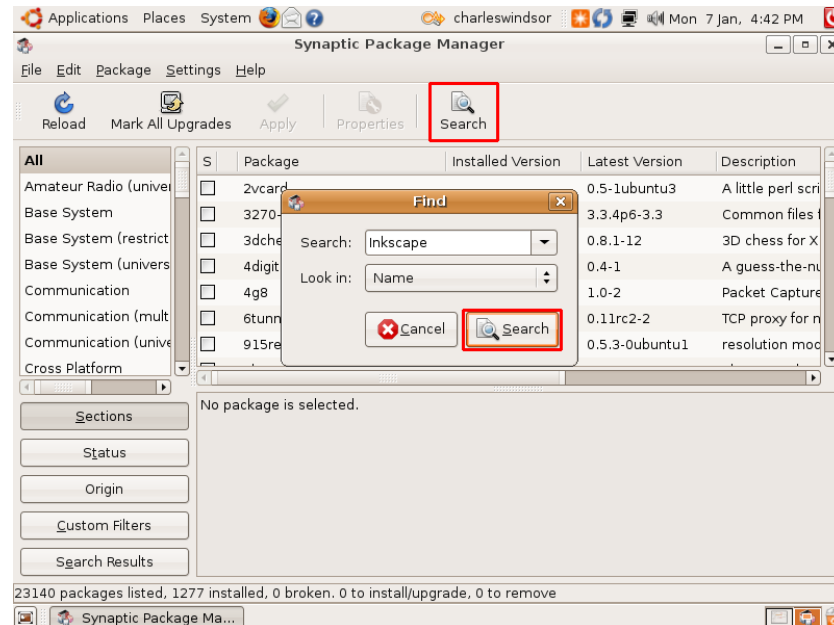 Applications Places System charleswindsor Mon 7 Jan, 4:42 PM
Synaptic Package Manager
File Edit Package Settings Help
Reload Mark All Upgrades Apply Properties Search
All
Amateur Radio (univer
Base System
Base System (restrict
Base System (univers
Communication
Communication (mult
Communication (unive
Cross Platform
S Package Installed Version Latest Version Description
2vcard 0.5-1ubuntu3 A little perl scri
3270- 3.3.4p6-3.3 Common files f
3dche 0.8.1-12 3D chess for X
4digit 0.4-1 A guess-the-nu
4g8 1.0-2 Packet Capture
6tunn 0.11rc2-2 TCP proxy for n
915re 0.5.3-0ubuntu1 resolution mod
Find
Search: Inkscape
Look in: Name
Cancel Search
Sections
Status
Origin
Custom Filters
Search Results
No package is selected.
23140 packages listed, 1277 installed, 0 broken. 0 to install/upgrade, 0 to remove
Synaptic Package Ma...